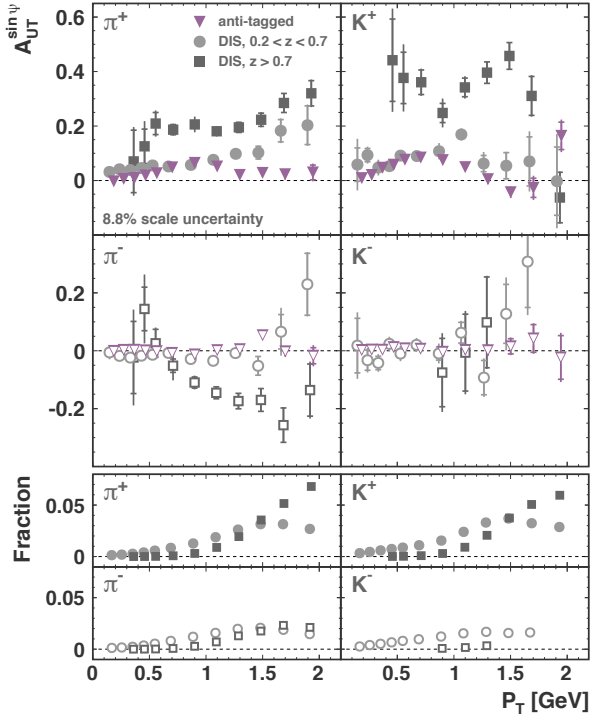 A_UT^sin ψ
π⁺
anti-tagged
DIS, 0.2 < z < 0.7
DIS, z > 0.7
K⁺
0.6
0.4
0.2
0
8.8% scale uncertainty
π⁻
K⁻
0.2
0
-0.2
Fraction
π⁺
K⁺
0.05
0
π⁻
K⁻
0.05
0
0 0.5 1 1.5 2 0.5 1 1.5 2
P_T [GeV]